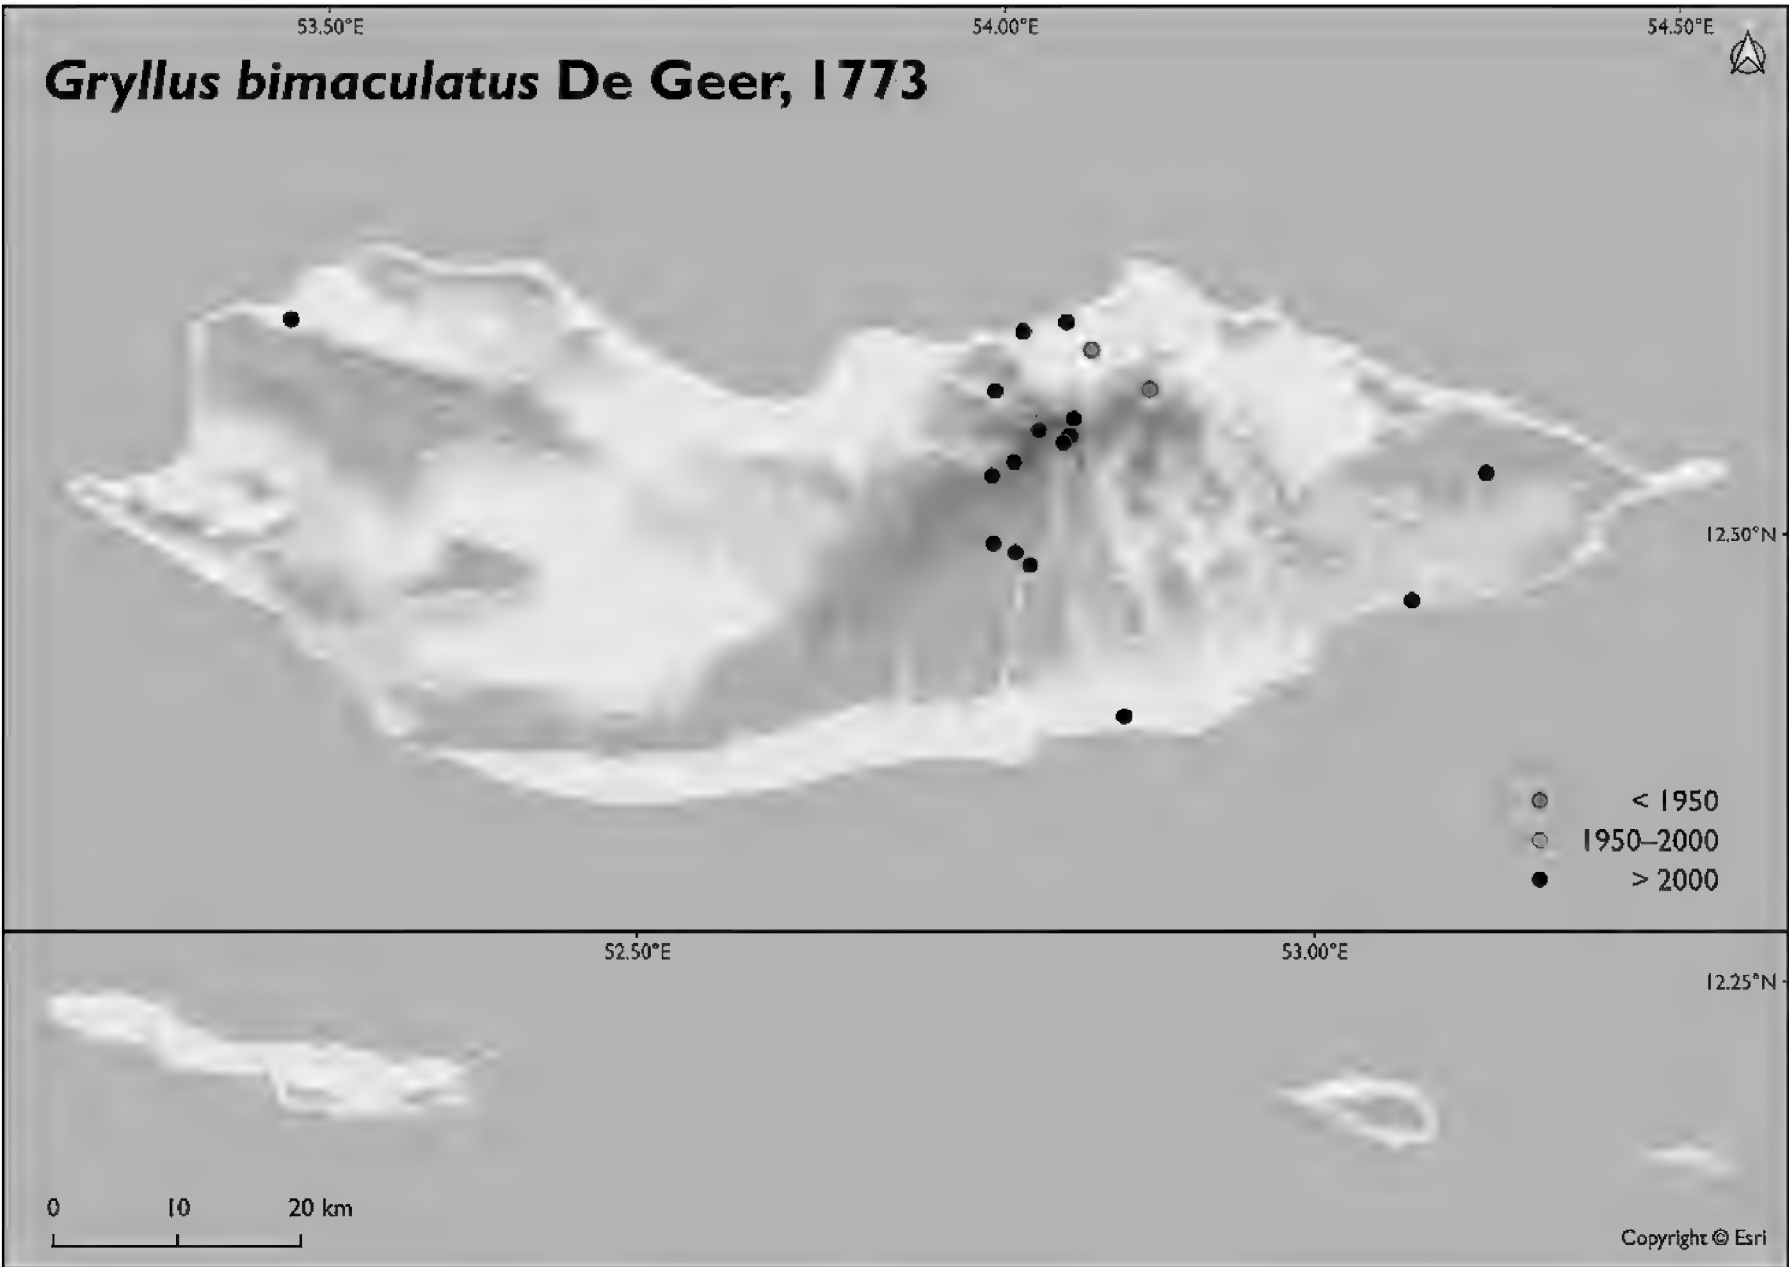 53.50°E 54.00°E 54.50°E
Gryllus bimaculatus De Geer, 1773
12.50°N
< 1950
1950–2000
> 2000
52.50°E 53.00°E
12.25°N
0 10 20 km
Copyright © Esri